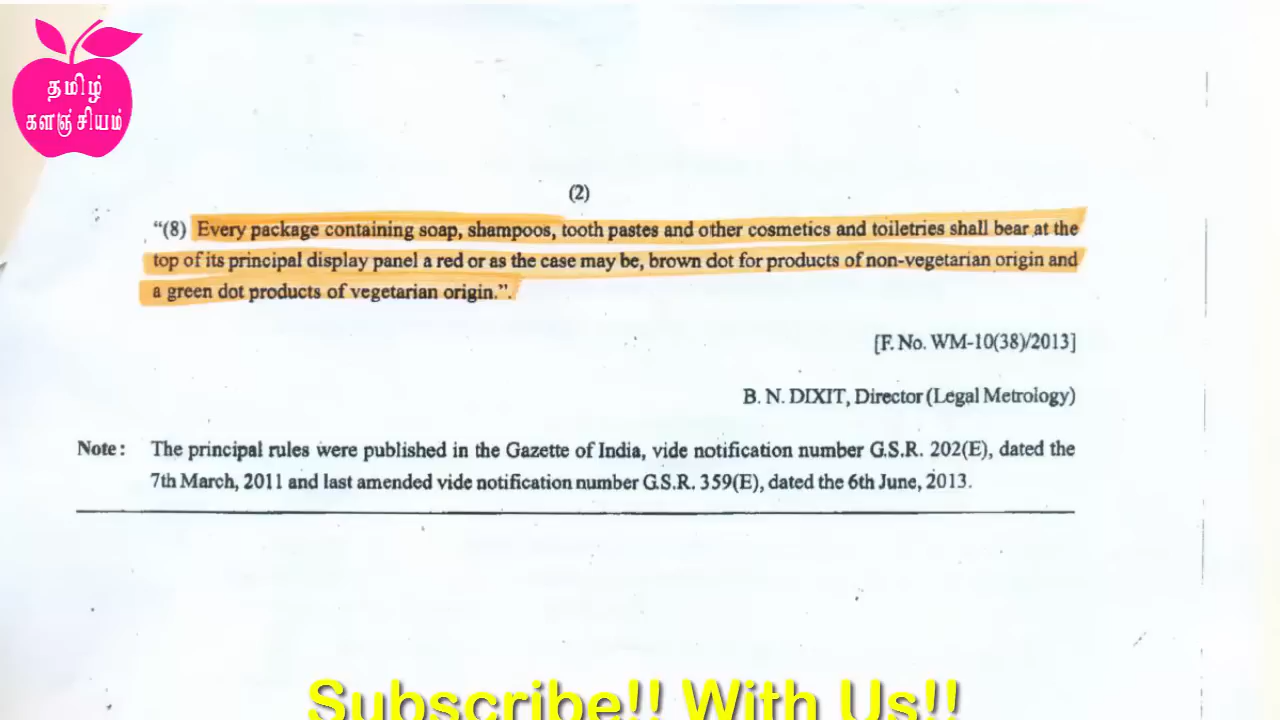 தமிழ்
களஞ்சியம்
(2)
“(8) Every package containing soap, shampoos, tooth pastes and other cosmetics and toiletries shall bear at the
top of its principal display panel a red or as the case may be, brown dot for products of non-vegetarian origin and
a green dot products of vegetarian origin.”.
[F. No. WM-10(38)/2013]
B. N. DIXIT, Director (Legal Metrology)
Note: The principal rules were published in the Gazette of India, vide notification number G.S.R. 202(E), dated the
7th March, 2011 and last amended vide notification number G.S.R. 359(E), dated the 6th June, 2013.
Subscribe!! With Us!!